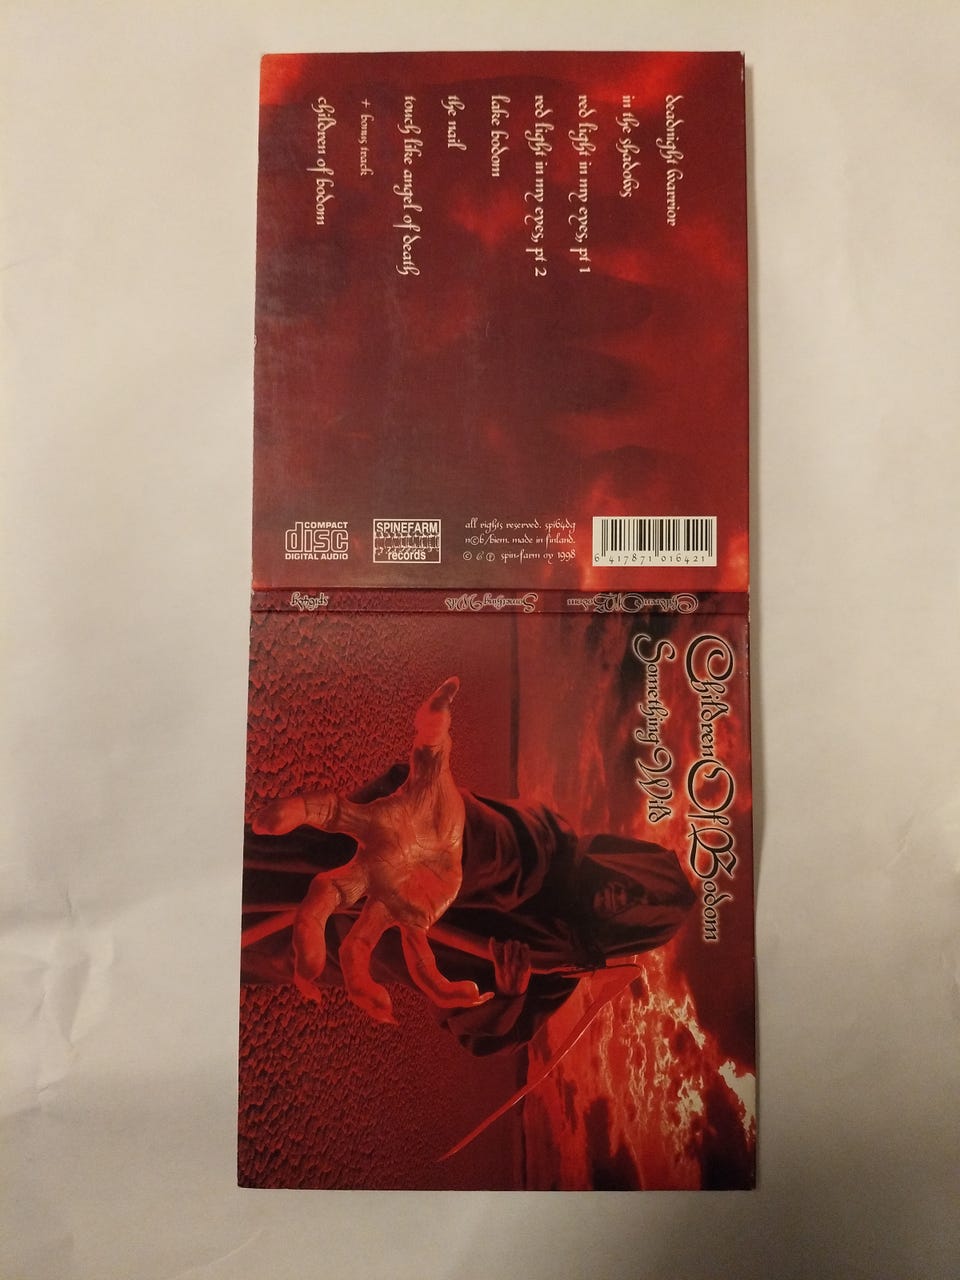 deadnight warrior
in the shadows
red light in my eyes, pt 1
red light in my eyes, pt 2
lake bodom
the nail
touch like angel of death
+ bonus track
children of bodom
COMPACT
disc
DIGITAL AUDIO
SPINEFARM
records
all rights reserved. spi64dg
ncb/biem. made in finland.
© & ℗ spin-farm oy 1998
6 417871 016421
Children Of Bodom
Something Wild
spi64dg
Children Of Bodom
Something Wild